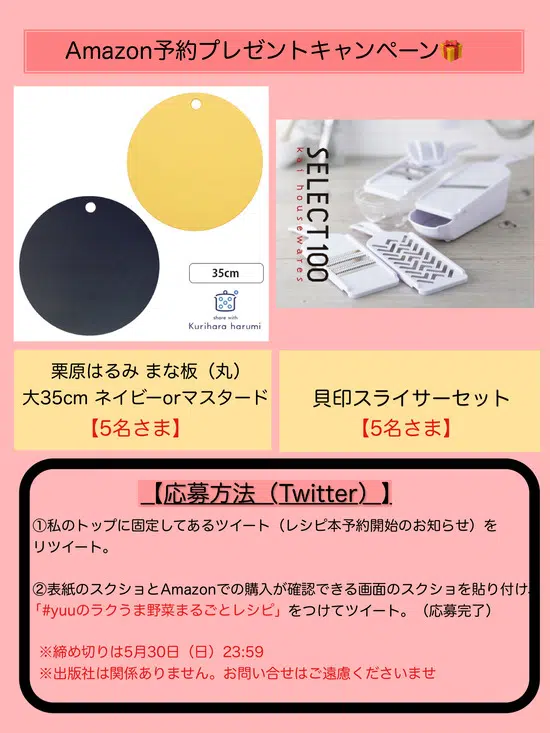 Amazon予約プレゼントキャンペーン🎁
35cm
share with
Kurihara harumi
SELECT100
kai housewares
栗原はるみ まな板（丸）
大35cm ネイビーorマスタード
【5名さま】
貝印スライサーセット
【5名さま】
【応募方法（Twitter）】
①私のトップに固定してあるツイート（レシピ本予約開始のお知らせ）を
リツイート。
②表紙のスクショとAmazonでの購入が確認できる画面のスクショを貼り付け、
「#yuuのラクうま野菜まるごとレシピ」をつけてツイート。（応募完了）
※締め切りは5月30日（日）23:59
※出版社は関係ありません。お問い合せはご遠慮くださいませ